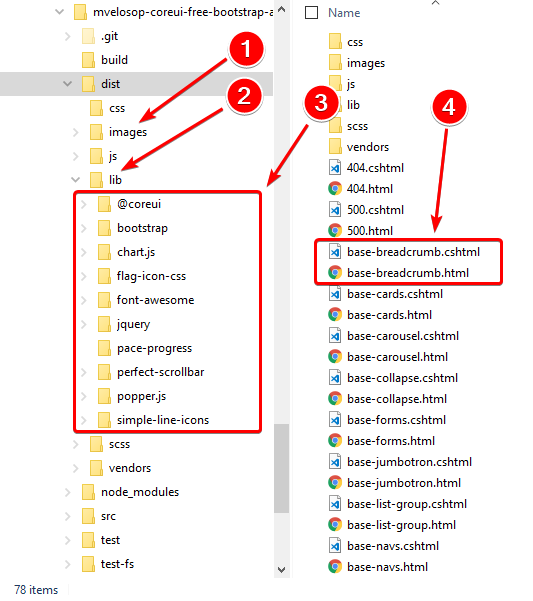 mvelosop-coreui-free-bootstrap-a
.git
build
dist
css
images
js
lib
@coreui
bootstrap
chart.js
flag-icon-css
font-awesome
jquery
pace-progress
perfect-scrollbar
popper.js
simple-line-icons
scss
vendors
node_modules
src
test
test-fs
78 items
1
2
3
4
Name
css
images
js
lib
scss
vendors
404.cshtml
404.html
500.cshtml
500.html
base-breadcrumb.cshtml
base-breadcrumb.html
base-cards.cshtml
base-cards.html
base-carousel.cshtml
base-carousel.html
base-collapse.cshtml
base-collapse.html
base-forms.cshtml
base-forms.html
base-jumbotron.cshtml
base-jumbotron.html
base-list-group.cshtml
base-list-group.html
base-navs.cshtml
base-navs.html